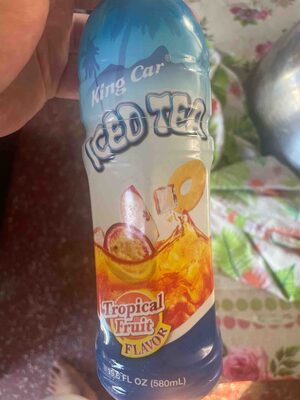 King Car®
ICED TEA
Tropical
Fruit
FLAVOR
FL OZ (580mL)